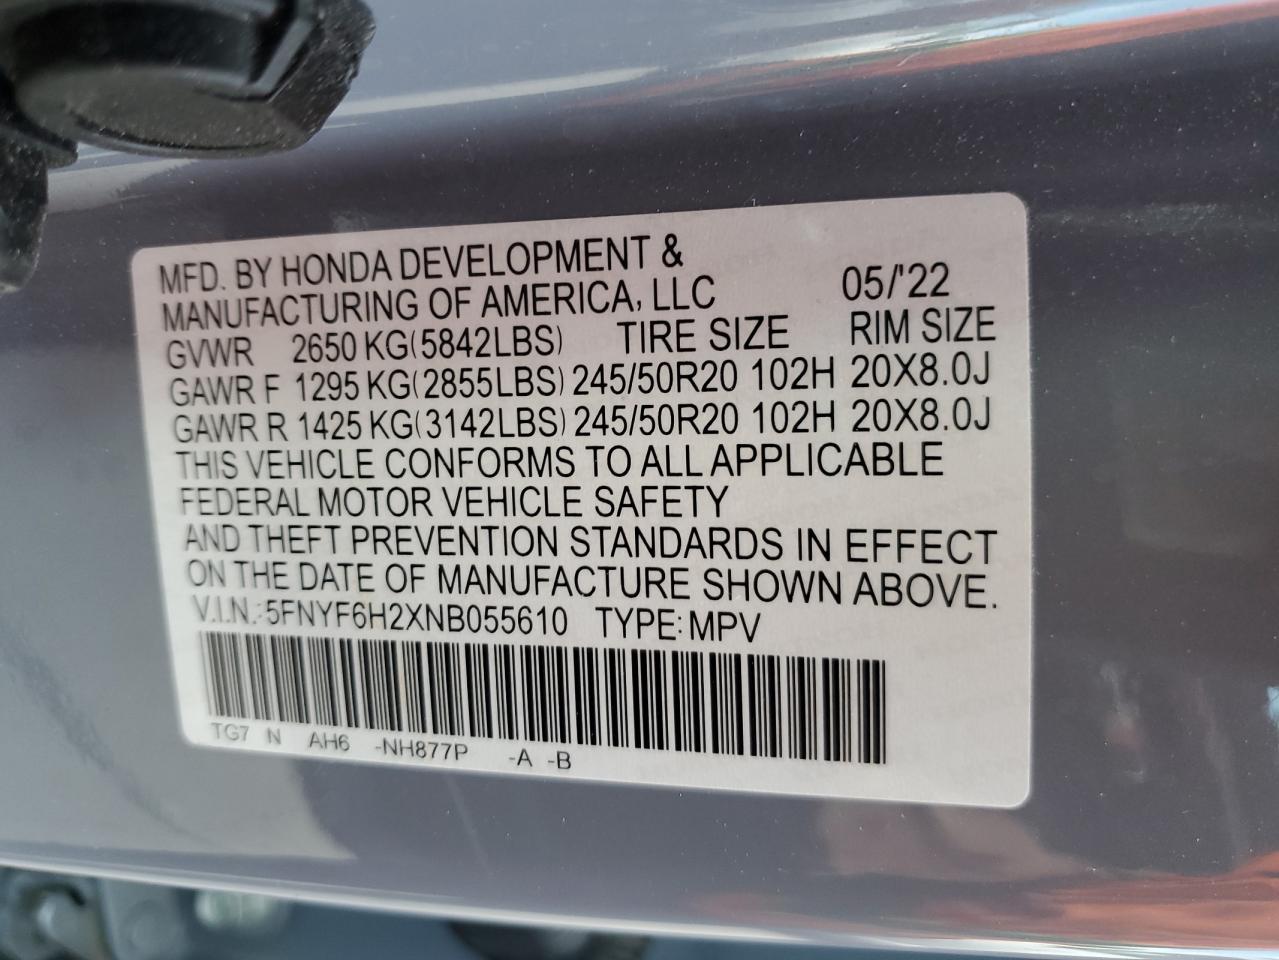 MFD. BY HONDA DEVELOPMENT &
MANUFACTURING OF AMERICA, LLC 05/'22
GVWR 2650 KG(5842LBS) TIRE SIZE RIM SIZE
GAWR F 1295 KG(2855LBS) 245/50R20 102H 20X8.0J
GAWR R 1425 KG(3142LBS) 245/50R20 102H 20X8.0J
THIS VEHICLE CONFORMS TO ALL APPLICABLE
FEDERAL MOTOR VEHICLE SAFETY
AND THEFT PREVENTION STANDARDS IN EFFECT
ON THE DATE OF MANUFACTURE SHOWN ABOVE.
V.I.N.: 5FNYF6H2XNB055610 TYPE: MPV
TG7 N AH6 -NH877P -A -B